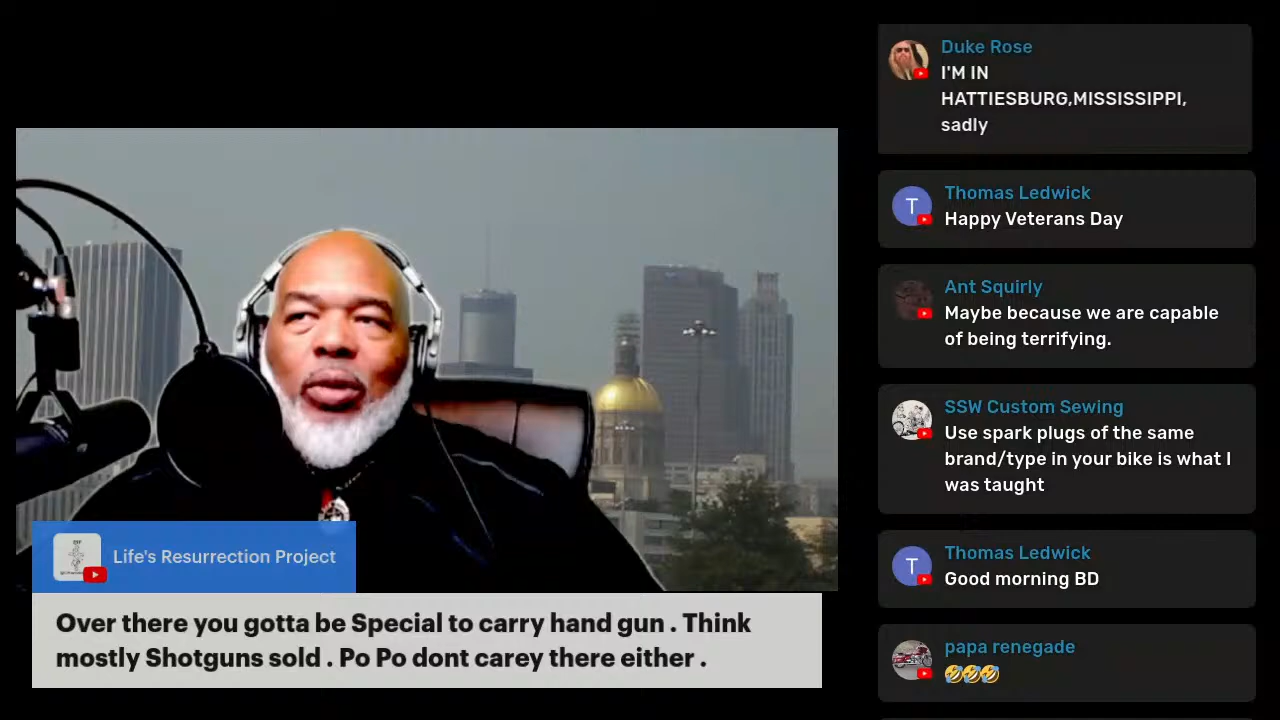 Duke Rose
I'M IN
HATTIESBURG,MISSISSIPPI,
sadly
T
Thomas Ledwick
Happy Veterans Day
Ant Squirly
Maybe because we are capable
of being terrifying.
SSW Custom Sewing
Use spark plugs of the same
brand/type in your bike is what I
was taught
T
Thomas Ledwick
Good morning BD
papa renegade
🤣🤣🤣
Life's Resurrection Project
Over there you gotta be Special to carry hand gun . Think
mostly Shotguns sold . Po Po dont carey there either .